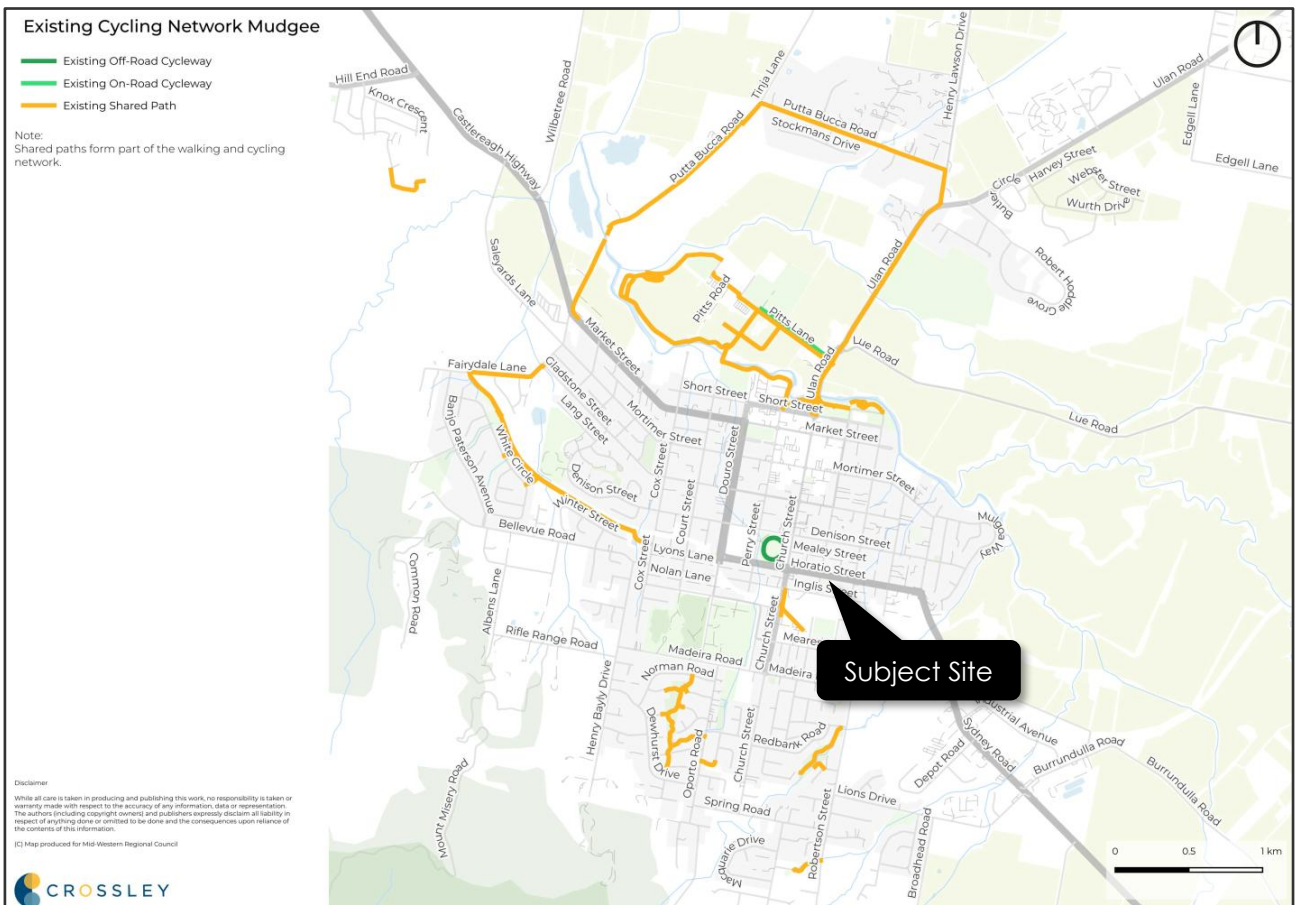 Existing Cycling Network Mudgee
Existing Off-Road Cycleway
Existing On-Road Cycleway
Existing Shared Path
Note:
Shared paths form part of the walking and cycling
network.
Hill End Road
Knox Crescent
Castlereagh Highway
Wilbetree Road
Tinja Lane
Putta Bucca Road
Putta Bucca Road
Stockmans Drive
Henry Lawson Drive
Ulan Road
Edgell Lane
Edgell Lane
Circle
Butler
Harvey Street
Webster Street
Wurth Drive
Robert Hoddle
Grove
Saleyards Lane
Pitts Road
Pitts Lane
Ulan Road
Ulan Road
Lue Road
Lue Road
Market Street
Fairydale Lane
Gladstone Street
Lang Street
Mortimer Street
Short Street
Short Street
Market Street
Banjo Paterson Avenue
White Circle
Denison Street
Cox Street
Court Street
Douro Street
Mortimer Street
Winter Street
Bellevue Road
Perry Street
Church Street
Denison Street
Mealey Street
Horatio Street
Mulgoa Way
Lyons Lane
Nolan Lane
Inglis Street
Cox Street
Common Road
Albens Lane
Rifle Range Road
Church Street
Meares
Madeira Road
Madeira
Subject Site
Norman Road
Henry Bayly Drive
Dewhurst Drive
Oporto Road
Church Street
Redbank Road
Depot Road
Sydney Road
dustrial Avenue
Burrundulla Road
Burrundulla Road
Mount Misery Road
Spring Road
Lions Drive
Robertson Street
Broadhead Road
Macquarie Drive
0 0.5 1 km
Disclaimer
While all care is taken in producing and publishing this work, no responsibility is taken or
warranty made with respect to the accuracy of any information, data or representation.
The authors (including copyright owners) and publishers expressly disclaim all liability in
respect of anything done or omitted to be done and the consequences upon reliance of
the contents of this information.
(C) Map produced for Mid-Western Regional Council
CROSSLEY